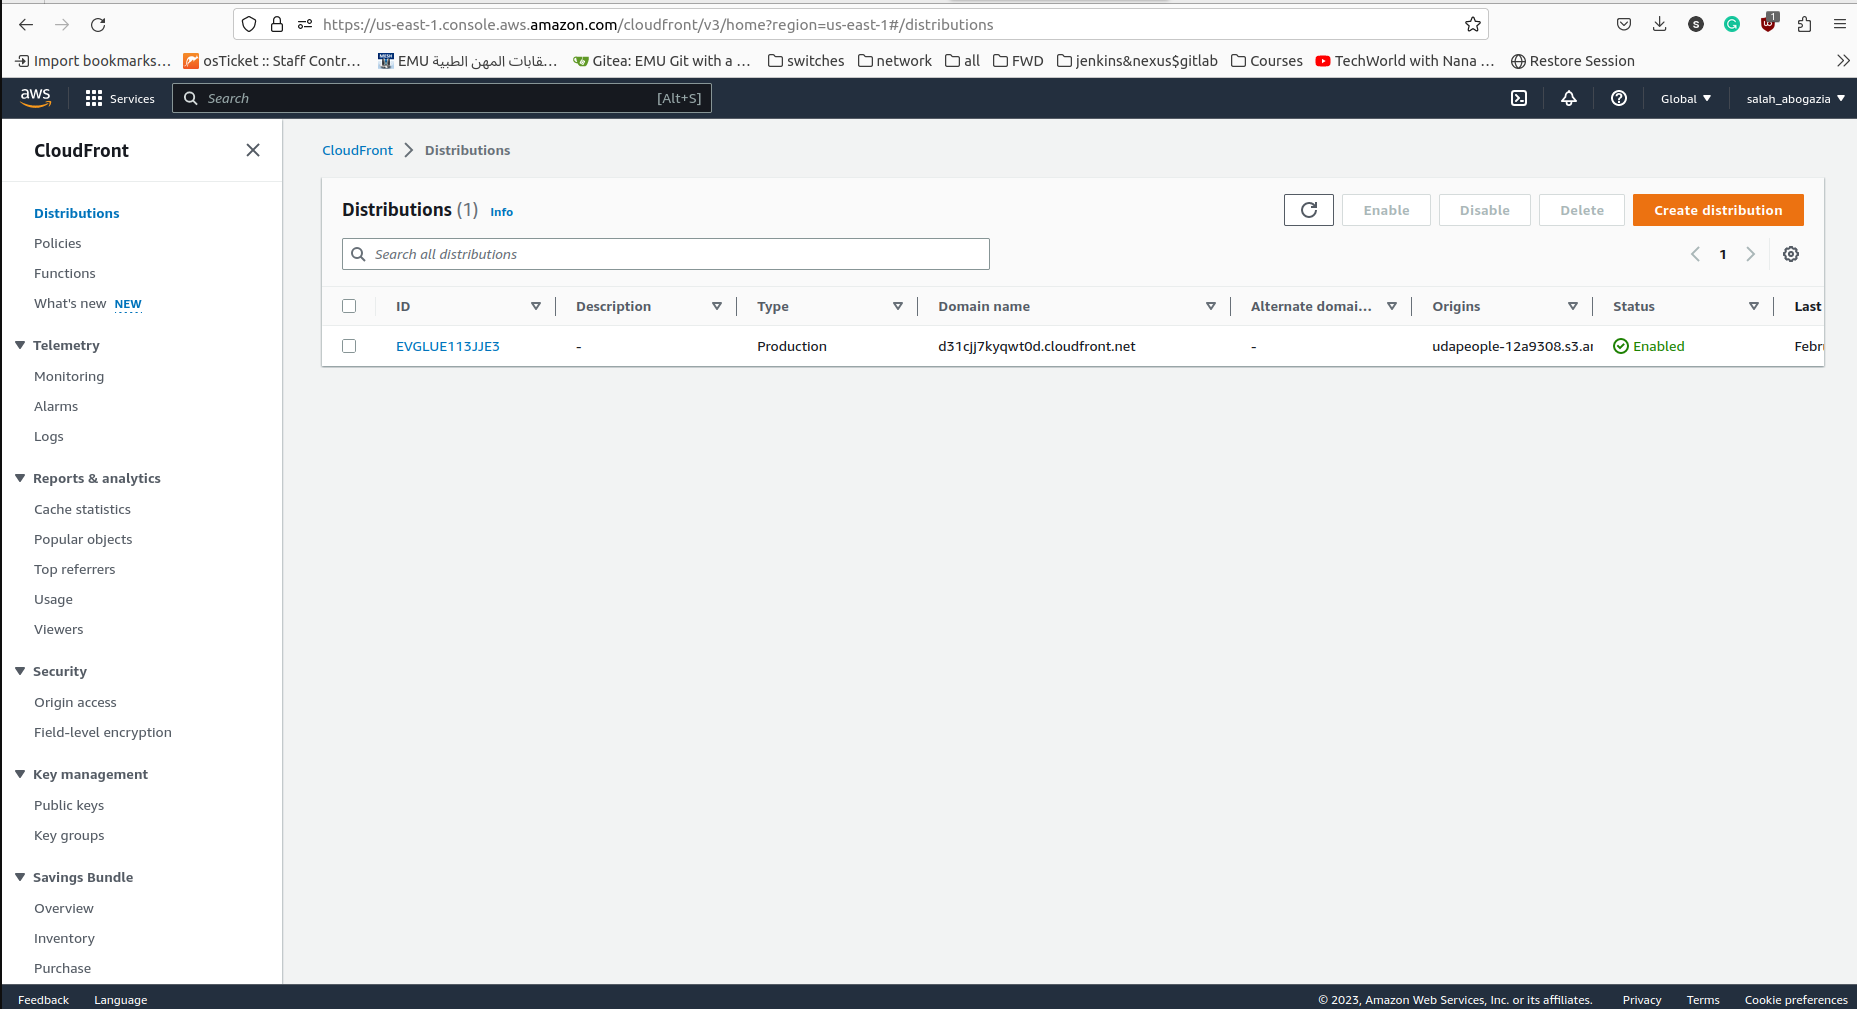 https://us-east-1.console.aws.amazon.com/cloudfront/v3/home?region=us-east-1#/distributions
S
G
1
Import bookmarks... osTicket :: Staff Contr... EMU نقابات المهن الطبية... Gitea: EMU Git with a ... switches network all FWD jenkins&nexus$gitlab Courses TechWorld with Nana ... Restore Session
aws Services Search [Alt+S] Global salah_abogazia
CloudFront
Distributions
Policies
Functions
What's new NEW
Telemetry
Monitoring
Alarms
Logs
Reports & analytics
Cache statistics
Popular objects
Top referrers
Usage
Viewers
Security
Origin access
Field-level encryption
Key management
Public keys
Key groups
Savings Bundle
Overview
Inventory
Purchase
CloudFront > Distributions
Distributions (1) Info
Enable Disable Delete Create distribution
Search all distributions
1
ID Description Type Domain name Alternate domai... Origins Status Last
EVGLUE113JJE3 - Production d31cjj7kyqwt0d.cloudfront.net - udapeople-12a9308.s3.a Enabled Febr
Feedback Language © 2023, Amazon Web Services, Inc. or its affiliates. Privacy Terms Cookie preferences